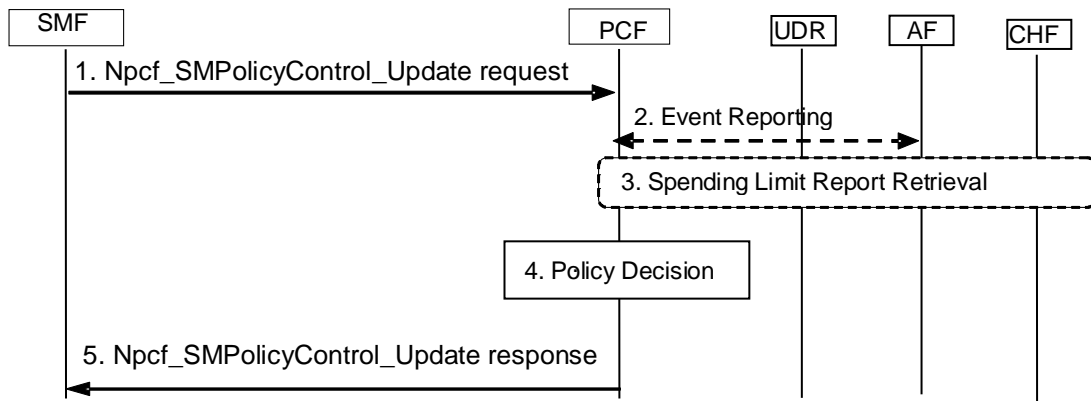 SMF
PCF
UDR
AF
CHF
1. Npcf_SMPolicyControl_Update request
2. Event Reporting
3. Spending Limit Report Retrieval
4. Policy Decision
5. Npcf_SMPolicyControl_Update response